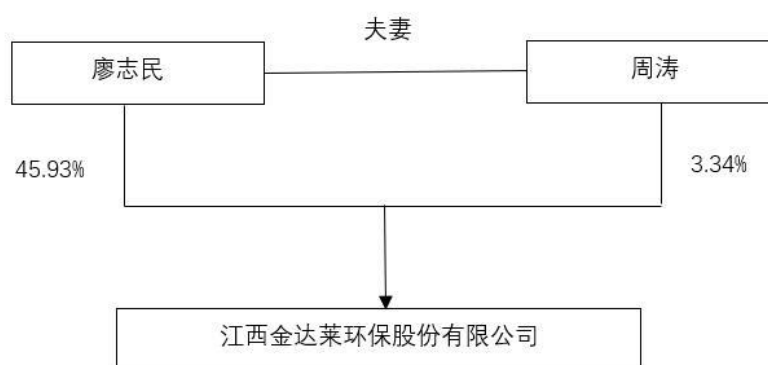 夫妻
廖志民
周涛
45.93%
3.34%
江西金达莱环保股份有限公司